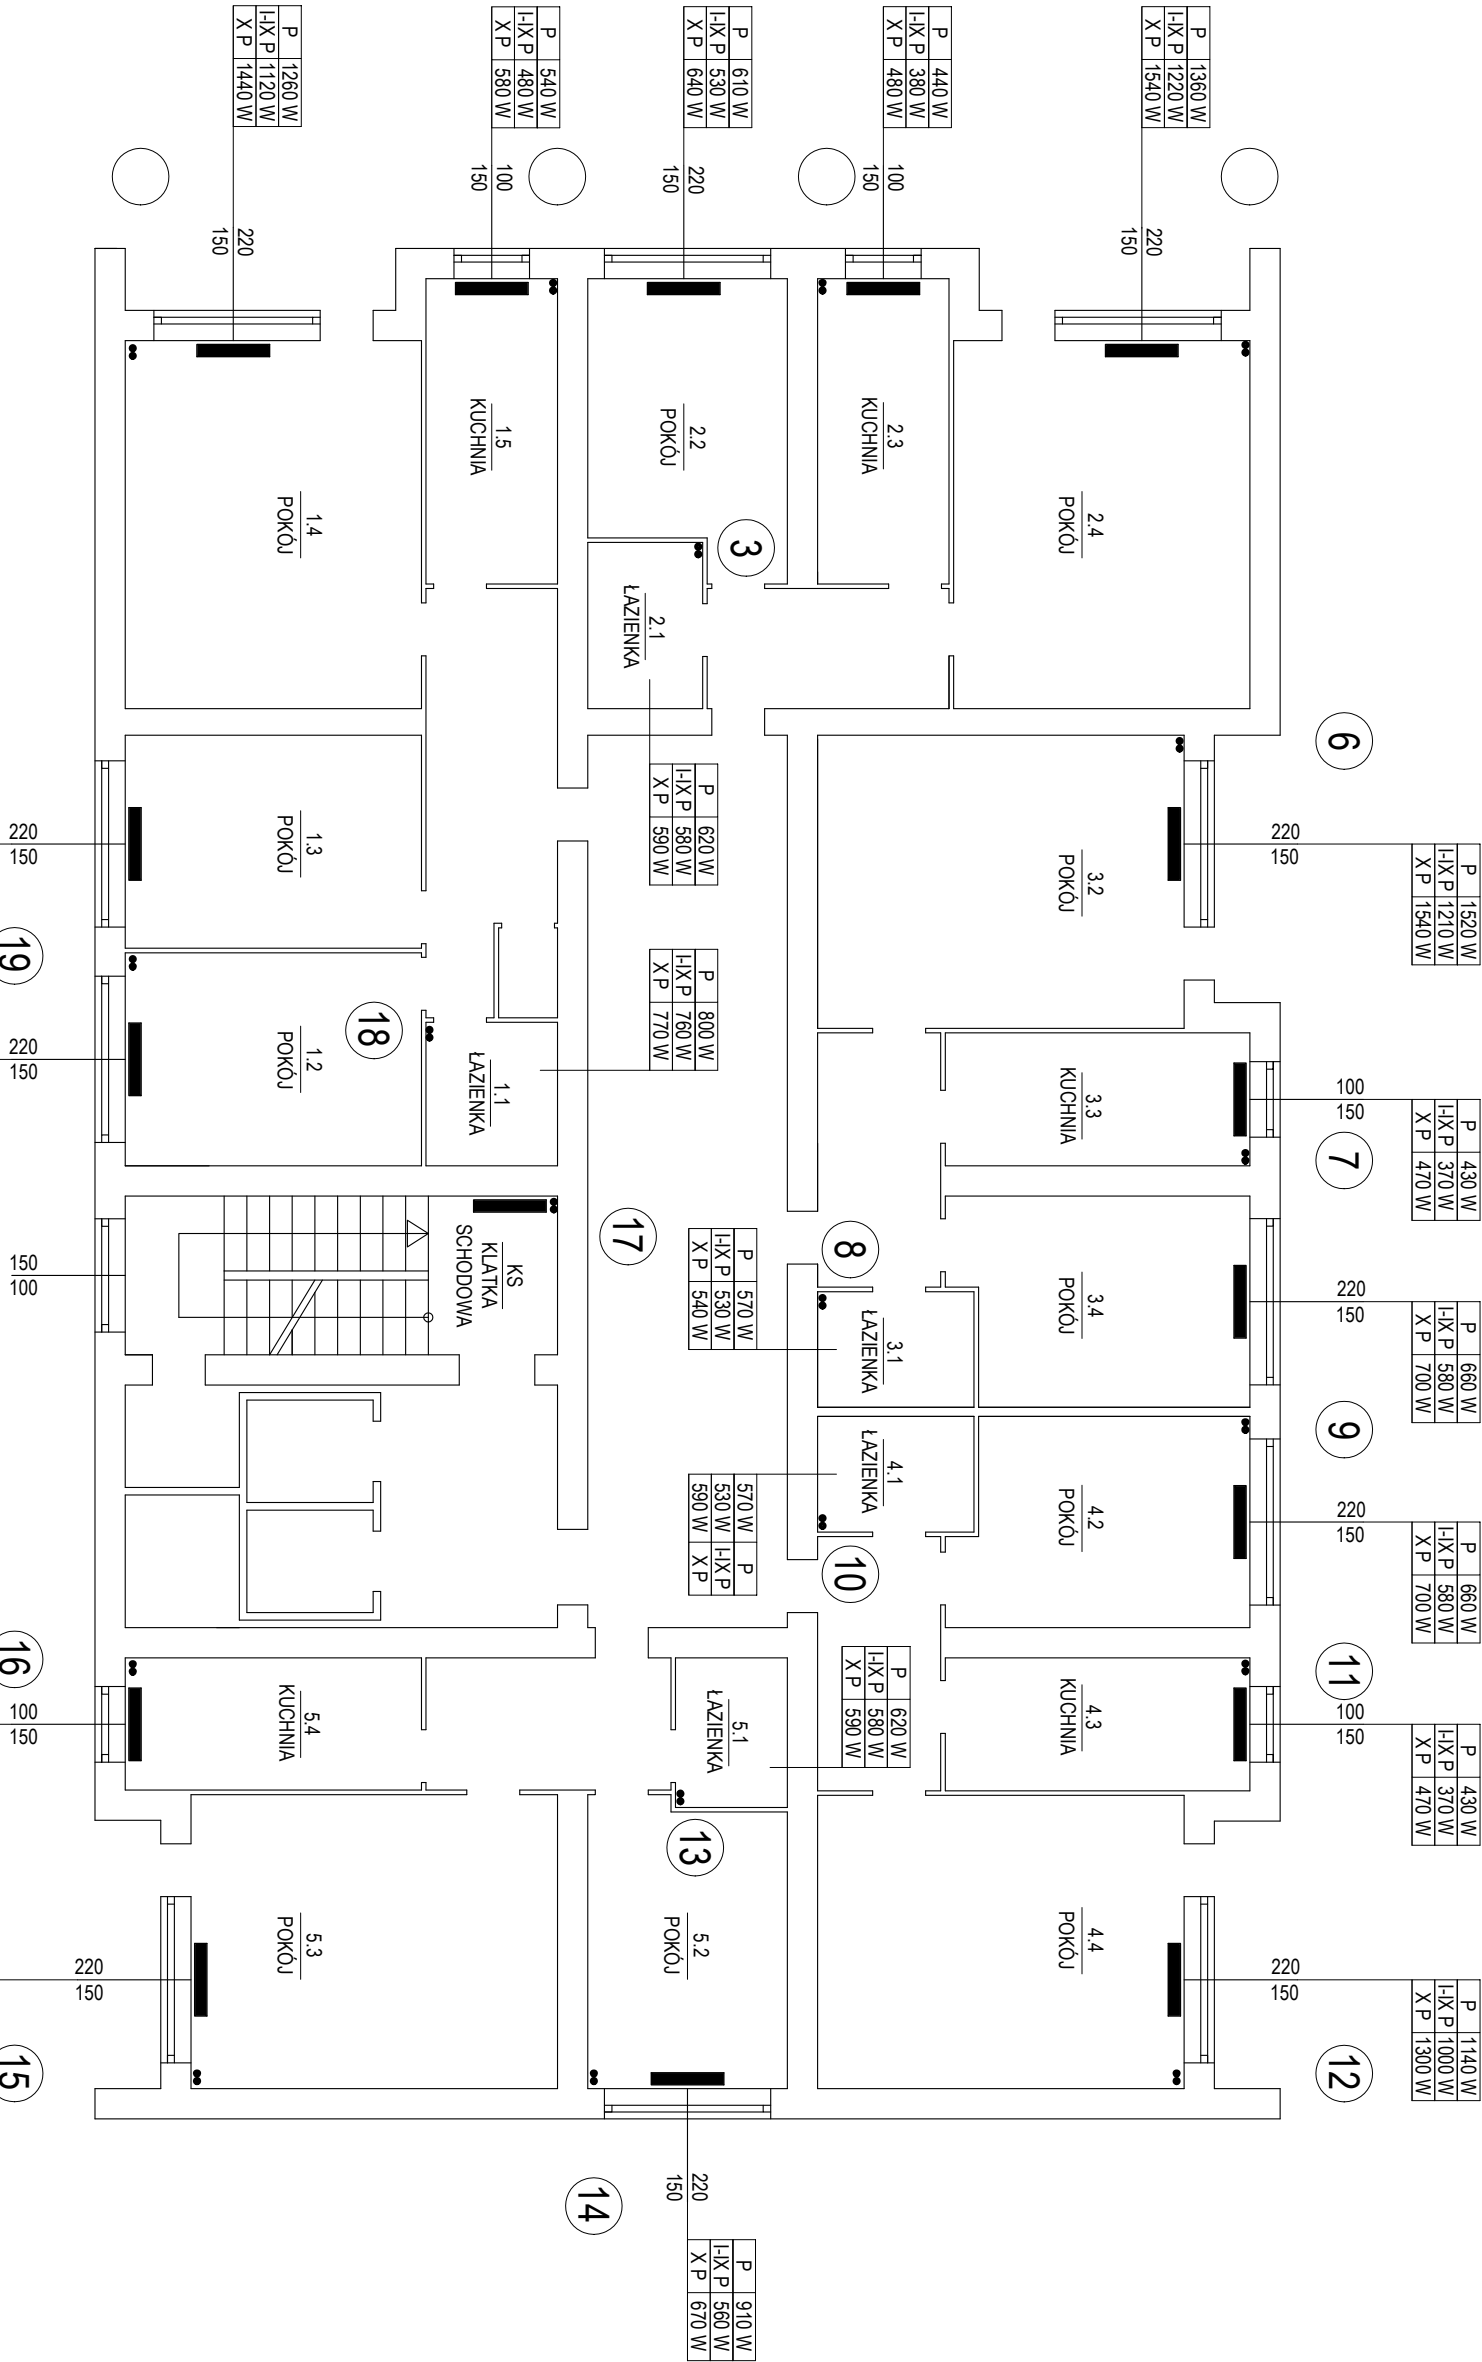 P 1520 W
I-IX P 1210 W
X P 1540 W
P 430 W
I-IX P 370 W
X P 470 W
P 660 W
I-IX P 580 W
X P 700 W
P 660 W
I-IX P 580 W
X P 700 W
P 430 W
I-IX P 370 W
X P 470 W
P 1140 W
I-IX P 1000 W
X P 1300 W
6
7
9
11
12
220
150
100
150
220
150
220
150
100
150
220
150
P 1360 W
I-IX P 1220 W
X P 1540 W
220
150
2.4
POKÓJ
3.2
POKÓJ
3.3
KUCHNIA
3.4
POKÓJ
4.2
POKÓJ
4.3
KUCHNIA
4.4
POKÓJ
P 440 W
I-IX P 380 W
X P 480 W
100
150
2.3
KUCHNIA
8
3.1
ŁAZIENKA
4.1
ŁAZIENKA
10
P 620 W
I-IX P 580 W
X P 590 W
P 610 W
I-IX P 530 W
X P 640 W
220
150
2.2
POKÓJ
3
2.1
ŁAZIENKA
P 620 W
I-IX P 580 W
X P 590 W
P 800 W
I-IX P 760 W
X P 770 W
P 570 W
I-IX P 530 W
X P 540 W
570 W P
530 W I-IX P
590 W X P
5.1
ŁAZIENKA
13
5.2
POKÓJ
220
150
P 910 W
I-IX P 560 W
X P 670 W
17
14
P 540 W
I-IX P 480 W
X P 580 W
100
150
1.5
KUCHNIA
1.1
ŁAZIENKA
KS
KLATKA
SCHODOWA
18
P 1260 W
I-IX P 1120 W
X P 1440 W
220
150
1.4
POKÓJ
1.3
POKÓJ
1.2
POKÓJ
5.4
KUCHNIA
5.3
POKÓJ
220
150
19
220
150
150
100
16
100
150
220
150
15